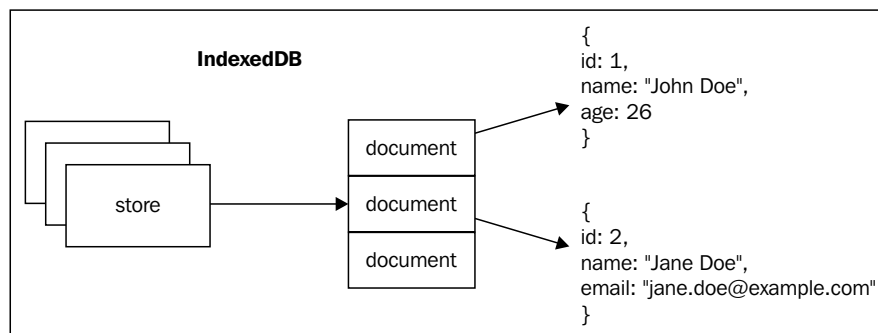 IndexedDB
store
document
document
document
{
id: 1,
name: "John Doe",
age: 26
}
{
id: 2,
name: "Jane Doe",
email: "jane.doe@example.com"
}